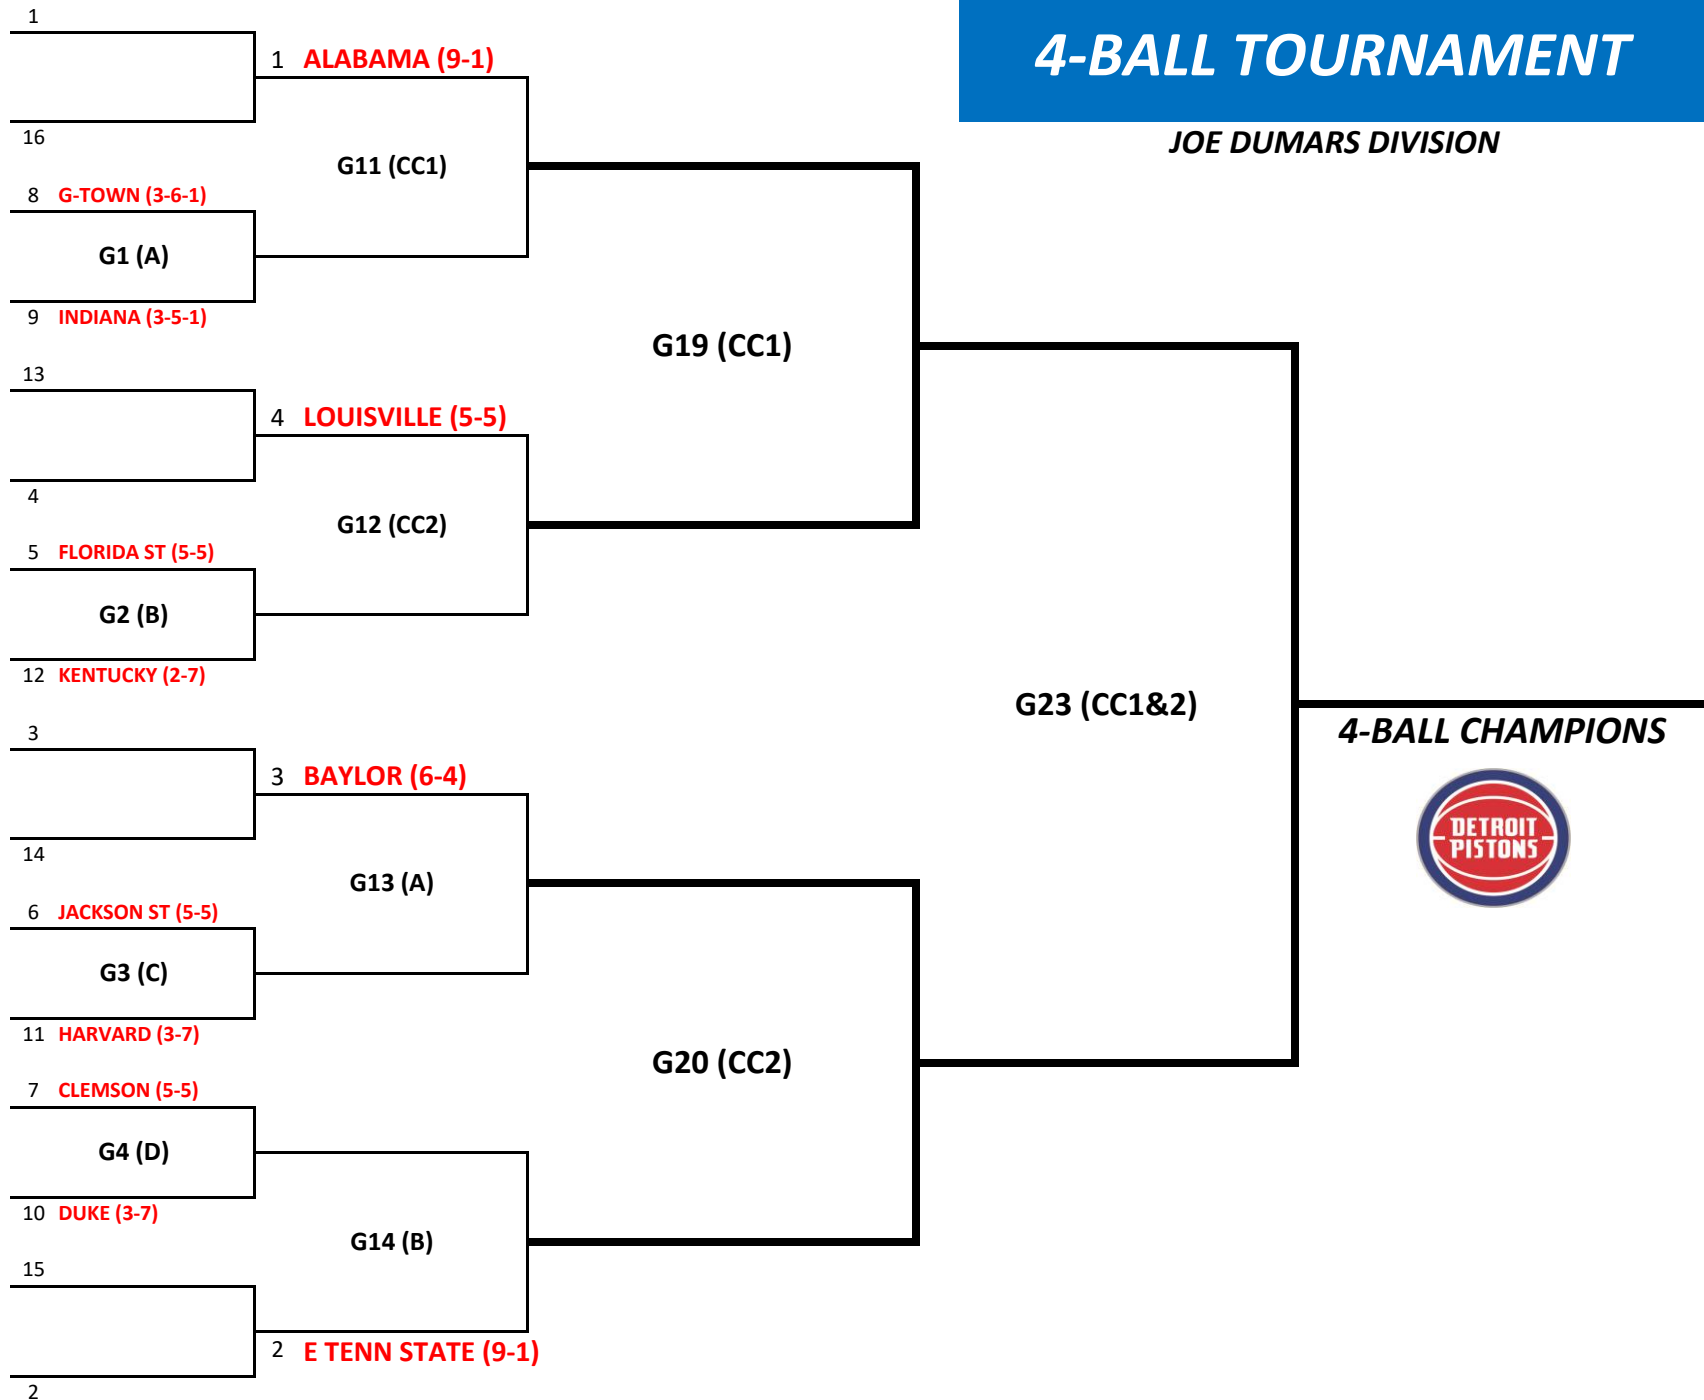 4-BALL TOURNAMENT
JOE DUMARS DIVISION
1
1 ALABAMA (9-1)
16
G11 (CC1)
8 G-TOWN (3-6-1)
G1 (A)
9 INDIANA (3-5-1)
G19 (CC1)
13
4 LOUISVILLE (5-5)
4
G12 (CC2)
5 FLORIDA ST (5-5)
G2 (B)
12 KENTUCKY (2-7)
G23 (CC1&2)
4-BALL CHAMPIONS
DETROIT
PISTONS
3
3 BAYLOR (6-4)
14
G13 (A)
6 JACKSON ST (5-5)
G3 (C)
11 HARVARD (3-7)
G20 (CC2)
7 CLEMSON (5-5)
G4 (D)
10 DUKE (3-7)
G14 (B)
15
2 E TENN STATE (9-1)
2